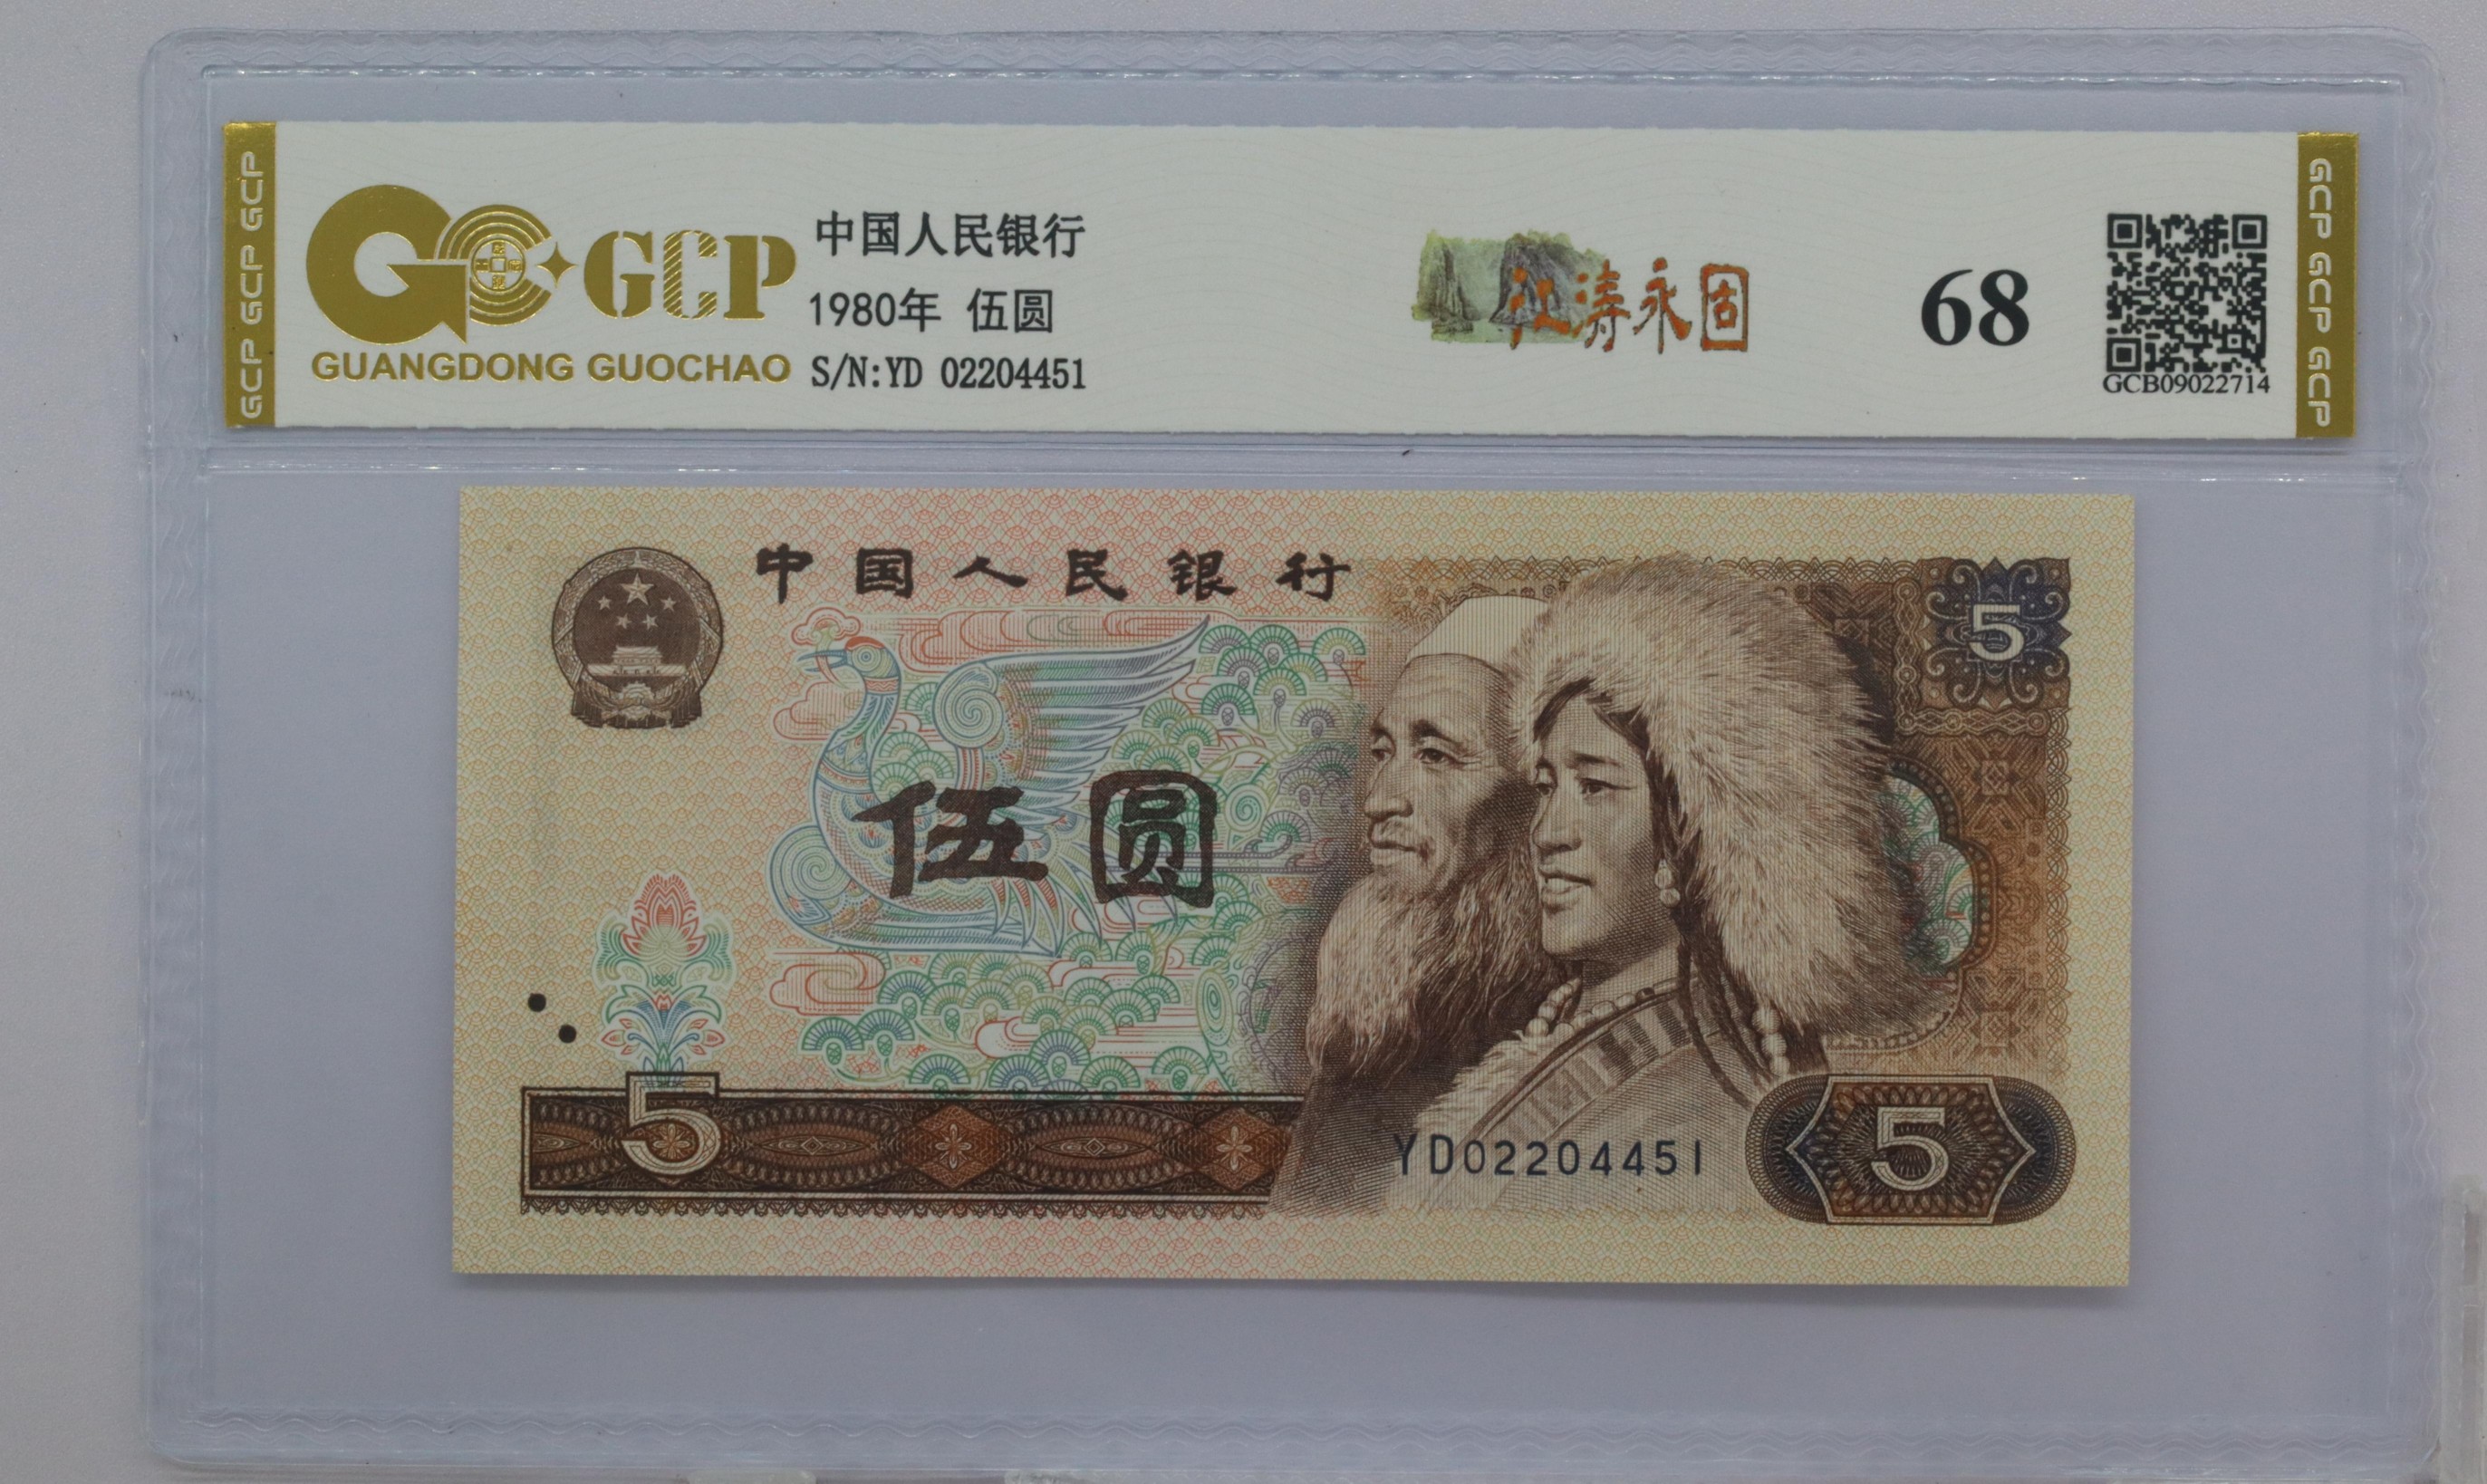 GCP GCP GCP
GCP
GUANGDONG GUOCHAO
中国人民银行
1980年 伍圆
S/N:YD 02204451
江涛永固
68
GCB09022714
GCP GCP GCP
中国人民银行
5
伍圆
5
YD02204451
5